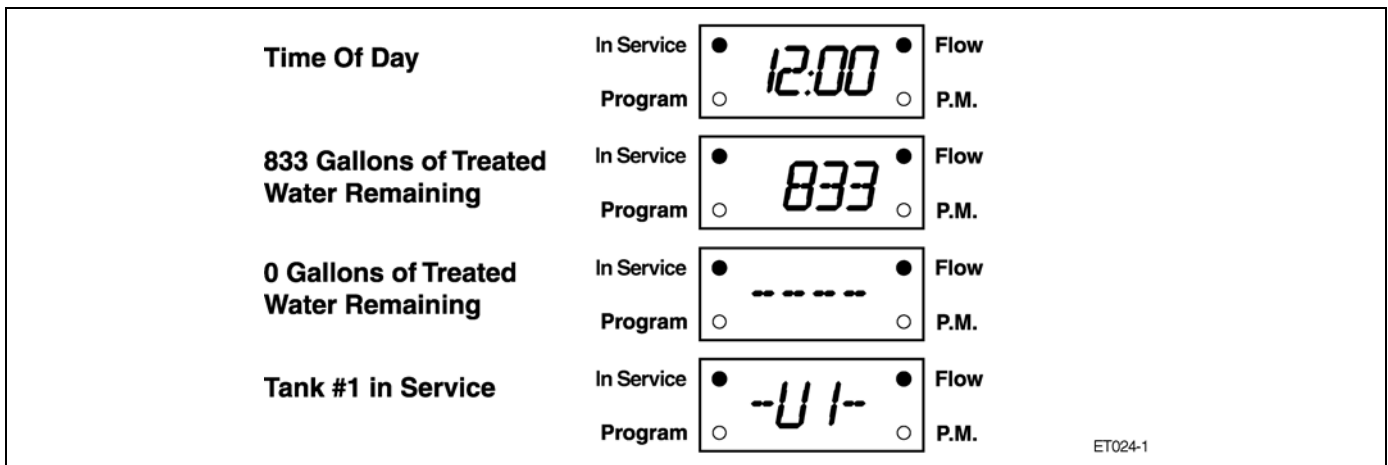 Time Of Day
In Service 12:00 Flow
Program P.M.
833 Gallons of Treated
Water Remaining
In Service 833 Flow
Program P.M.
0 Gallons of Treated
Water Remaining
In Service ---- Flow
Program P.M.
Tank #1 in Service
In Service -U1- Flow
Program P.M.
ET024-1